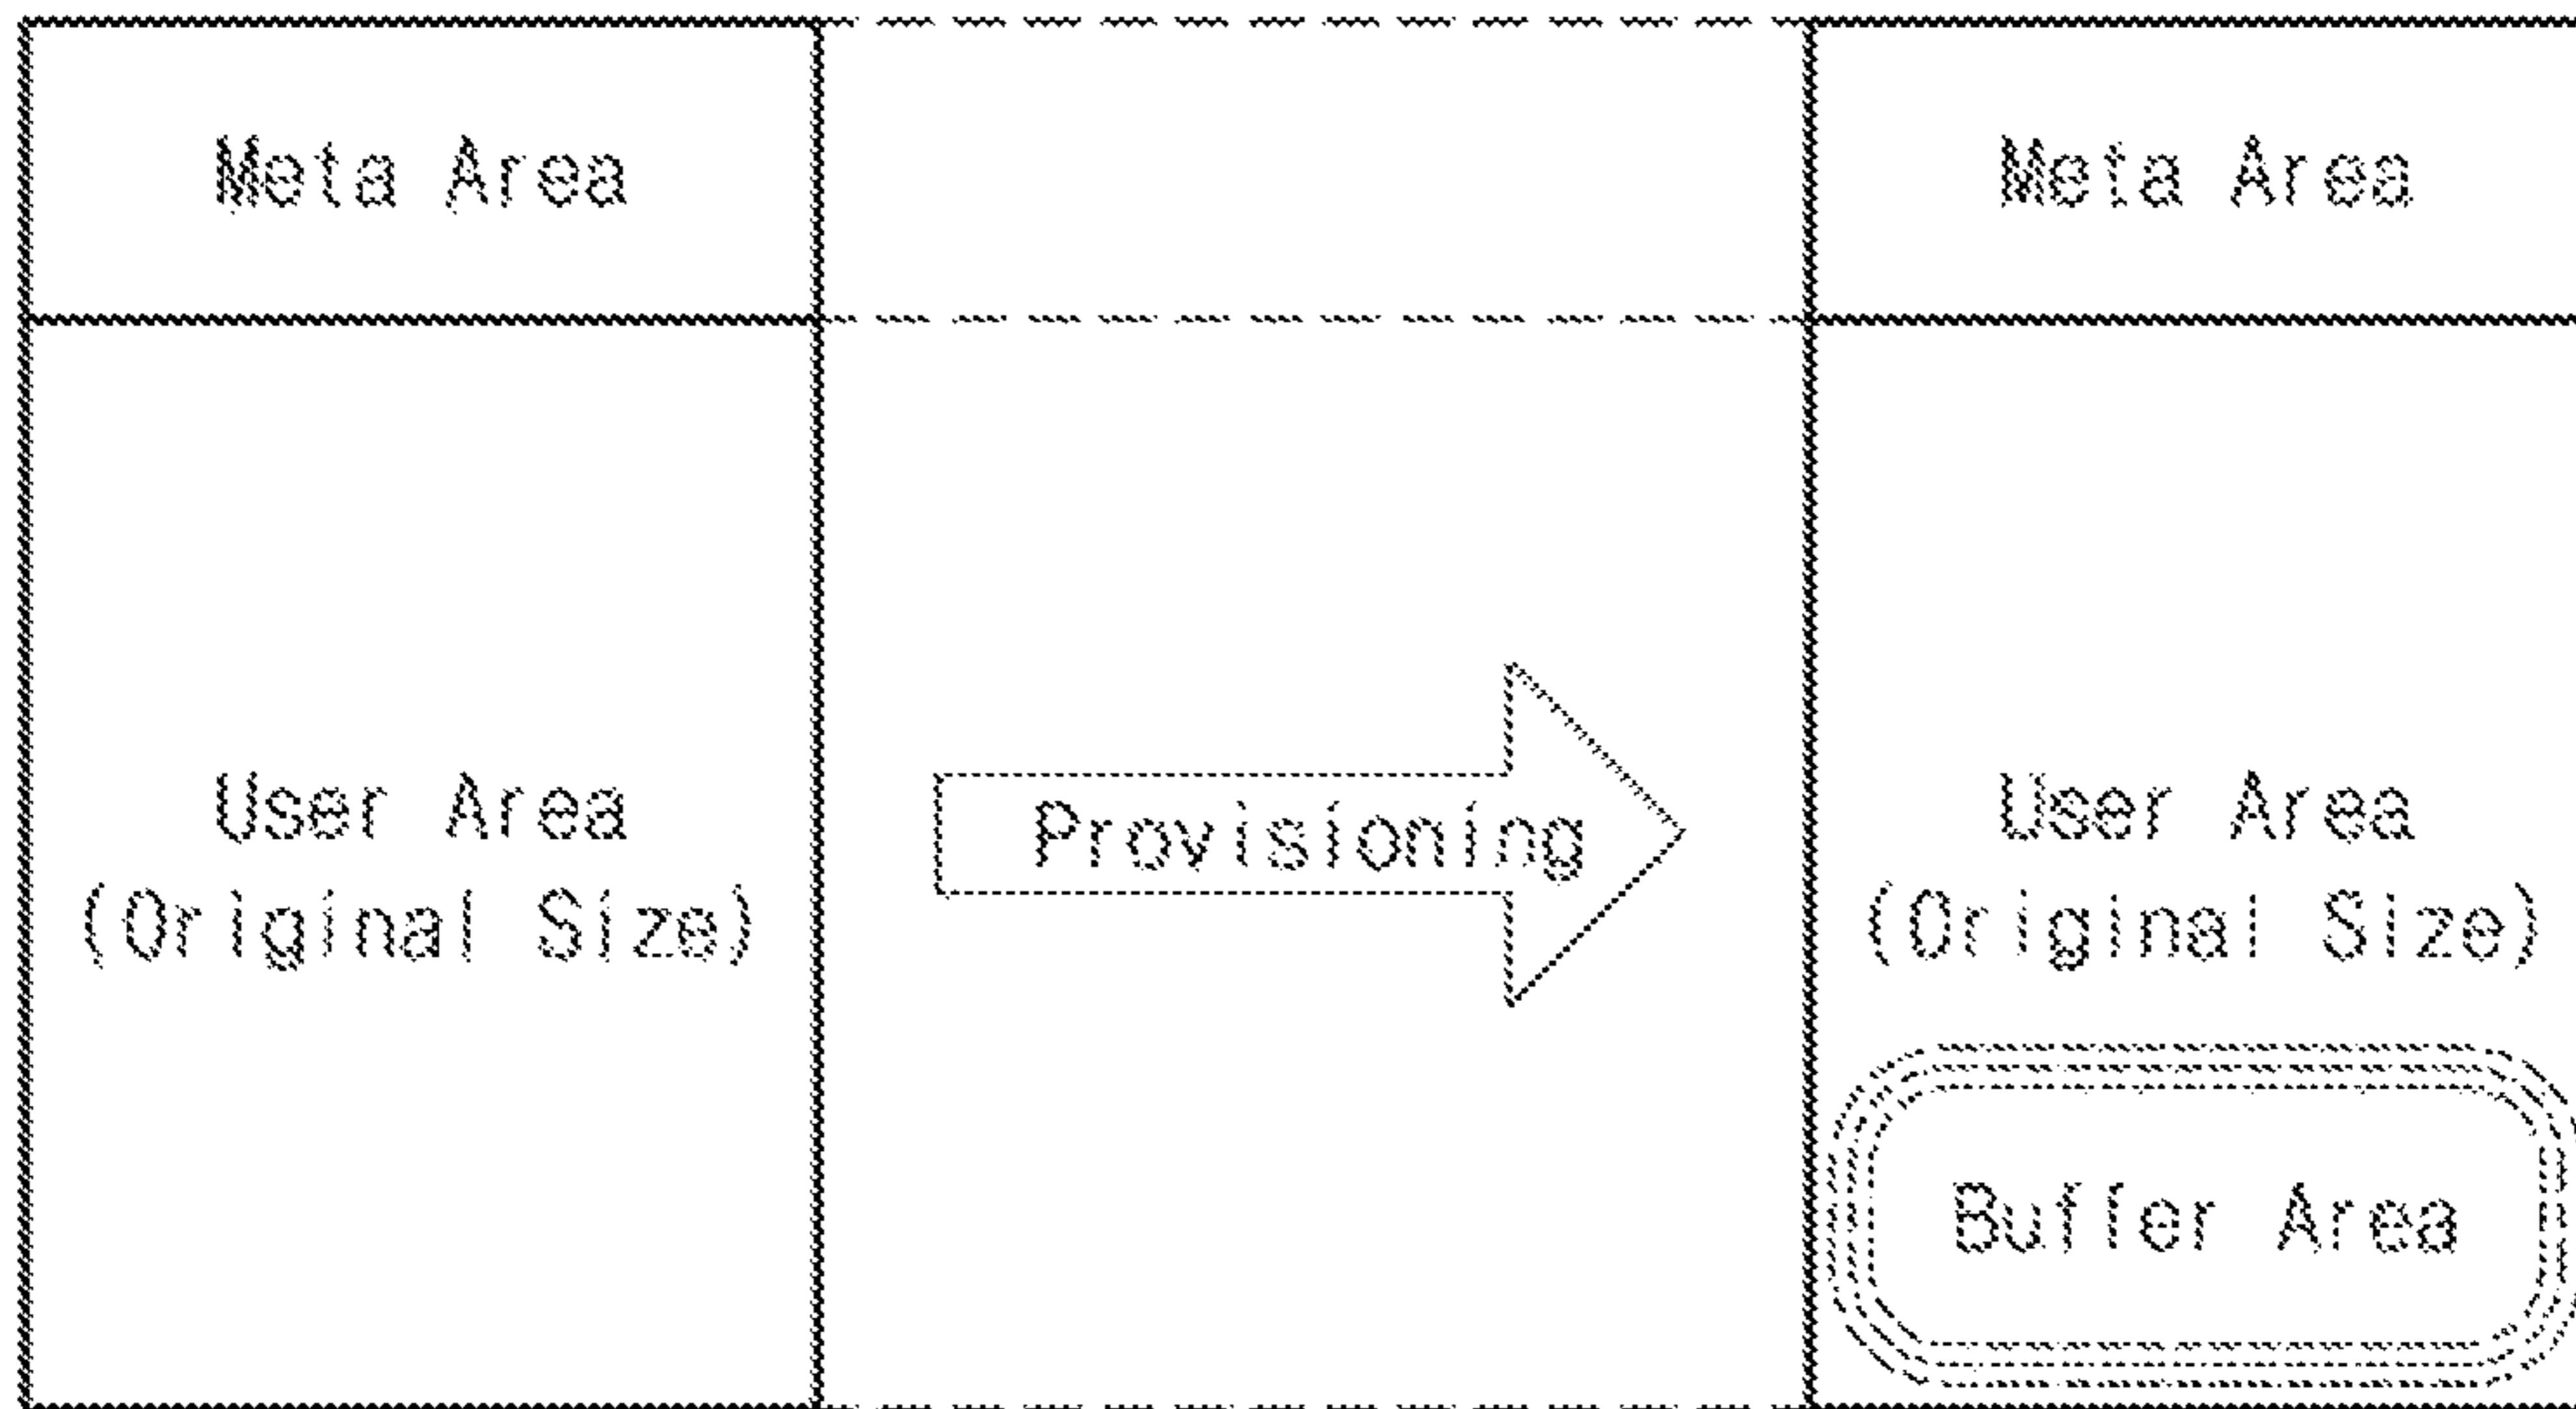 Meta Area
Meta Area
User Area
(Original Size)
Provisioning
User Area
(Original Size)
Buffer Area